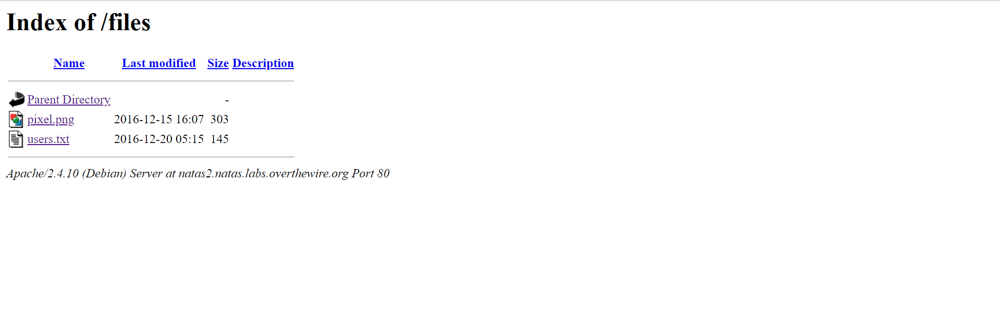 Index of /files
Name Last modified Size Description
Parent Directory -
pixel.png 2016-12-15 16:07 303
users.txt 2016-12-20 05:15 145
Apache/2.4.10 (Debian) Server at natas2.natas.labs.overthewire.org Port 80